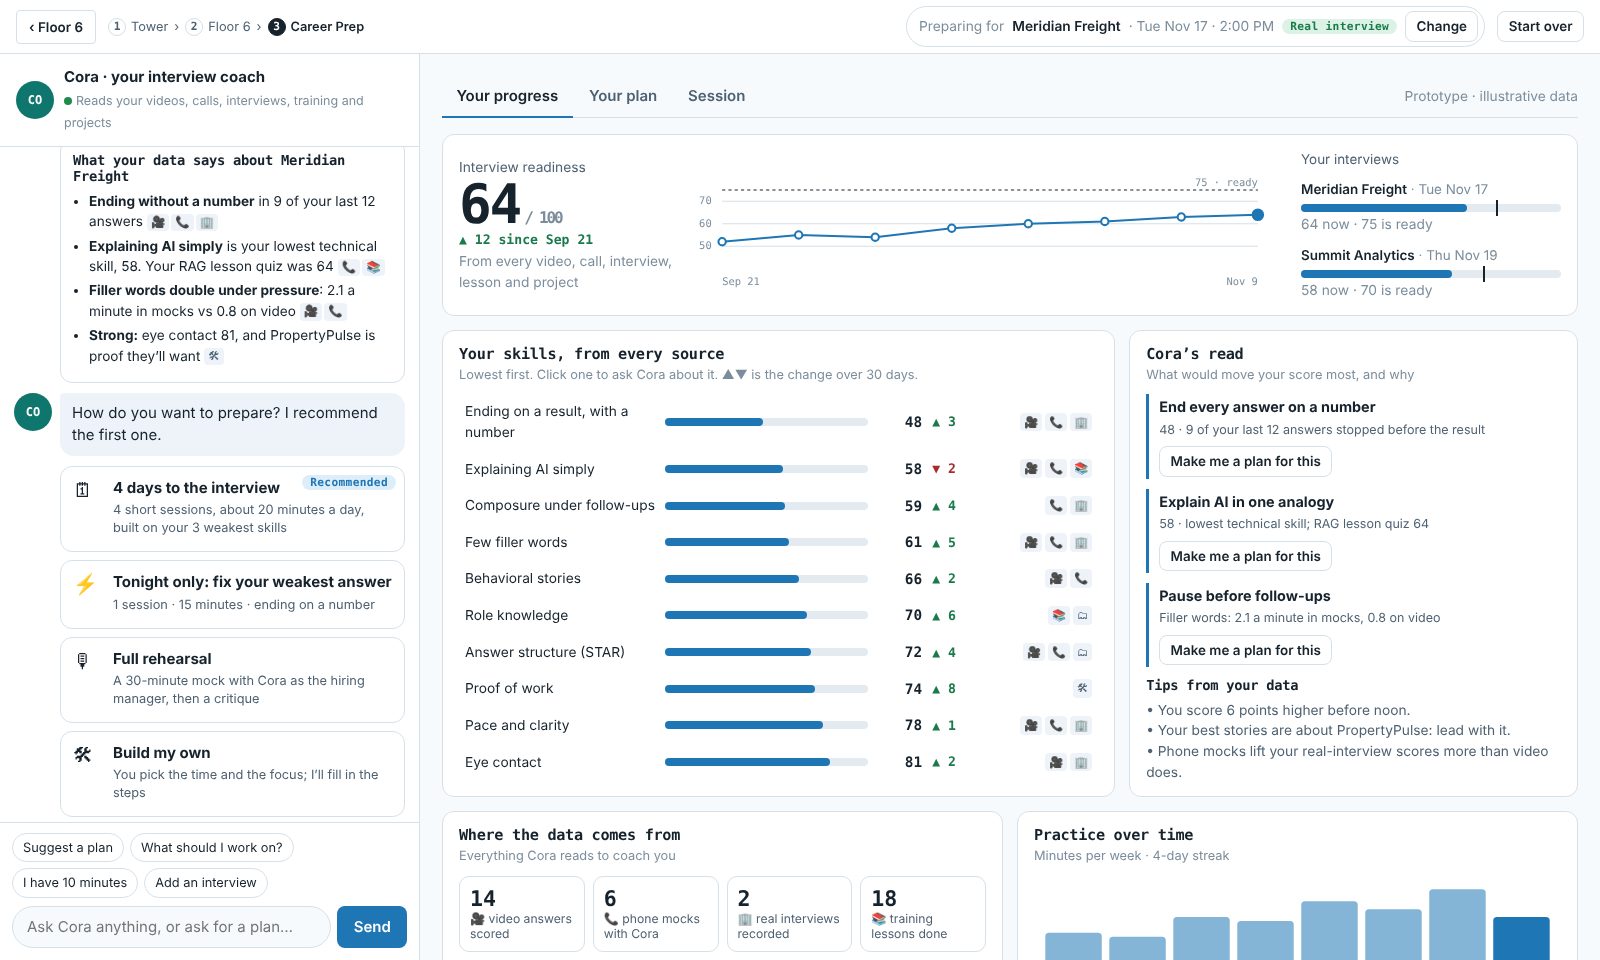 ‹ Floor 6
1 Tower › 2 Floor 6 › 3 Career Prep
Preparing for Meridian Freight · Tue Nov 17 · 2:00 PM Real interview Change
Start over
CO
Cora · your interview coach
Reads your videos, calls, interviews, training and
projects
What your data says about Meridian
Freight
• Ending without a number in 9 of your last 12
answers
• Explaining AI simply is your lowest technical
skill, 58. Your RAG lesson quiz was 64
• Filler words double under pressure: 2.1 a
minute in mocks vs 0.8 on video
• Strong: eye contact 81, and PropertyPulse is
proof they’ll want
CO
How do you want to prepare? I recommend
the first one.
4 days to the interview Recommended
4 short sessions, about 20 minutes a day,
built on your 3 weakest skills
Tonight only: fix your weakest answer
1 session · 15 minutes · ending on a number
Full rehearsal
A 30-minute mock with Cora as the hiring
manager, then a critique
Build my own
You pick the time and the focus; I’ll fill in the
steps
Suggest a plan What should I work on?
I have 10 minutes Add an interview
Ask Cora anything, or ask for a plan... Send
Your progress Your plan Session
Prototype · illustrative data
Interview readiness
64 / 100
▲ 12 since Sep 21
From every video, call, interview,
lesson and project
75 · ready
70
60
50
Sep 21 Nov 9
Your interviews
Meridian Freight · Tue Nov 17
64 now · 75 is ready
Summit Analytics · Thu Nov 19
58 now · 70 is ready
Your skills, from every source
Lowest first. Click one to ask Cora about it. ▲▼ is the change over 30 days.
Ending on a result, with a
number 48 ▲ 3
Explaining AI simply 58 ▼ 2
Composure under follow-ups 59 ▲ 4
Few filler words 61 ▲ 5
Behavioral stories 66 ▲ 2
Role knowledge 70 ▲ 6
Answer structure (STAR) 72 ▲ 4
Proof of work 74 ▲ 8
Pace and clarity 78 ▲ 1
Eye contact 81 ▲ 2
Cora’s read
What would move your score most, and why
End every answer on a number
48 · 9 of your last 12 answers stopped before the result
Make me a plan for this
Explain AI in one analogy
58 · lowest technical skill; RAG lesson quiz 64
Make me a plan for this
Pause before follow-ups
Filler words: 2.1 a minute in mocks, 0.8 on video
Make me a plan for this
Tips from your data
• You score 6 points higher before noon.
• Your best stories are about PropertyPulse: lead with it.
• Phone mocks lift your real-interview scores more than video
does.
Where the data comes from
Everything Cora reads to coach you
14
video answers
scored
6
phone mocks
with Cora
2
real interviews
recorded
18
training
lessons done
Practice over time
Minutes per week · 4-day streak